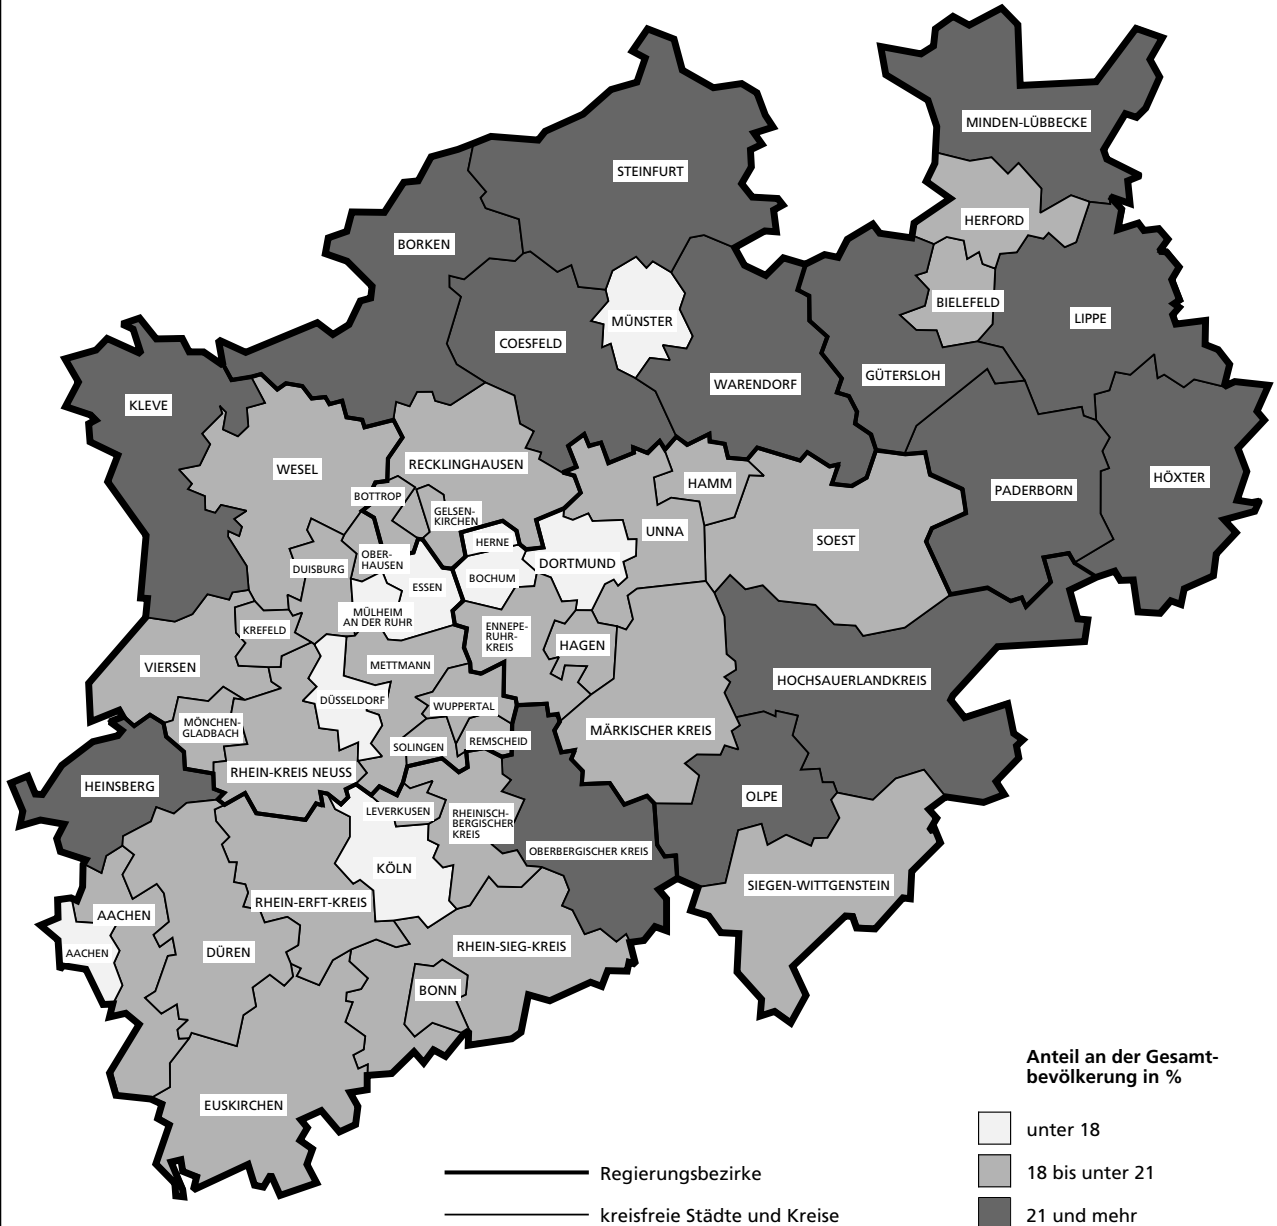 MINDEN-LÜBBECKE
STEINFURT
HERFORD
BORKEN
BIELEFELD
LIPPE
MÜNSTER
COESFELD
GÜTERSLOH
WARENDORF
KLEVE
RECKLINGHAUSEN
WESEL
HÖXTER
HAMM
PADERBORN
BOTTROP
GELSEN-
KIRCHEN
UNNA
SOEST
HERNE
OBER-
HAUSEN
DORTMUND
DUISBURG
BOCHUM
ESSEN
MÜLHEIM
AN DER RUHR
KREFELD
ENNEPE-
RUHR-
KREIS
HAGEN
METTMANN
VIERSEN
HOCHSAUERLANDKREIS
DÜSSELDORF
WUPPERTAL
MÖNCHEN-
GLADBACH
MÄRKISCHER KREIS
REMSCHEID
SOLINGEN
RHEIN-KREIS NEUSS
HEINSBERG
OLPE
LEVERKUSEN
RHEINISCH-
BERGISCHER
KREIS
OBERBERGISCHER KREIS
KÖLN
SIEGEN-WITTGENSTEIN
RHEIN-ERFT-KREIS
AACHEN
RHEIN-SIEG-KREIS
DÜREN
AACHEN
BONN
EUSKIRCHEN
Anteil an der Gesamt-
bevölkerung in %
unter 18
18 bis unter 21
21 und mehr
Regierungsbezirke
kreisfreie Städte und Kreise